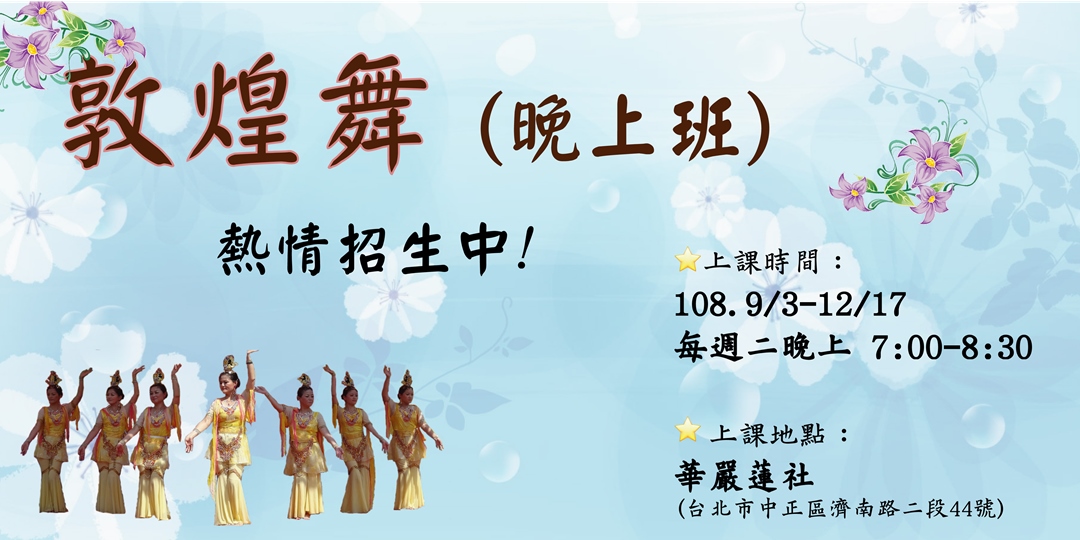 敦煌舞 (晚上班)
熱情招生中!
上課時間：
108.9/3-12/17
每週二晚上 7:00-8:30
上課地點：
華嚴蓮社
(台北市中正區濟南路二段44號)